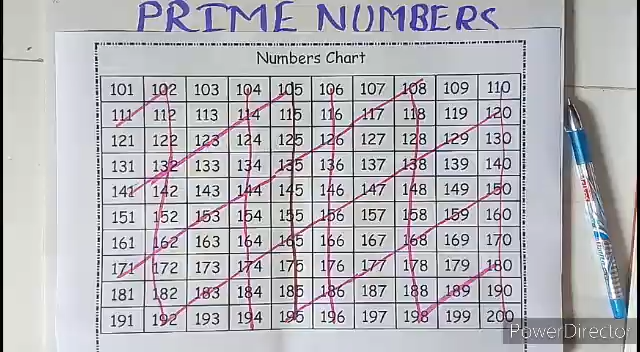 PRIME NUMBERS
Numbers Chart
101 102 103 104 105 106 107 108 109 110
111 112 113 114 115 116 117 118 119 120
121 122 123 124 125 126 127 128 129 130
131 132 133 134 135 136 137 138 139 140
141 142 143 144 145 146 147 148 149 150
151 152 153 154 155 156 157 158 159 160
161 162 163 164 165 166 167 168 169 170
171 172 173 174 175 176 177 178 179 180
181 182 183 184 185 186 187 188 189 190
191 192 193 194 195 196 197 198 199 200
PowerDirector